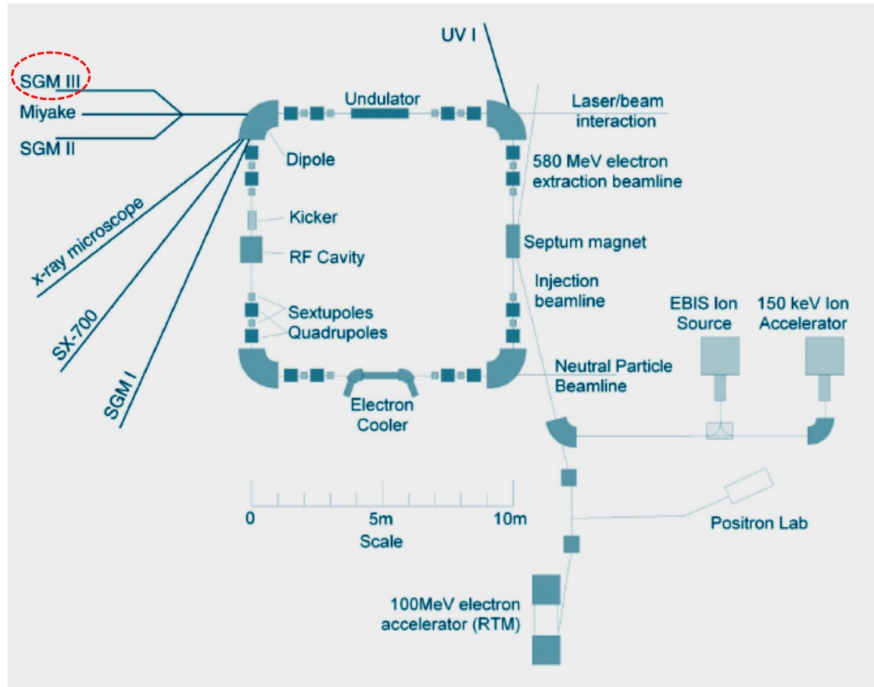 UV I
SGM III
Miyake
SGM II
Undulator
Laser/beam
interaction
Dipole
580 MeV electron
extraction beamline
x-ray microscope
Kicker
Septum magnet
RF Cavity
SX-700
Injection
beamline
SGM I
Sextupoles
Quadrupoles
EBIS Ion
Source
150 keV Ion
Accelerator
Neutral Particle
Beamline
Electron
Cooler
0
5m
10m
Scale
Positron Lab
100MeV electron
accelerator (RTM)